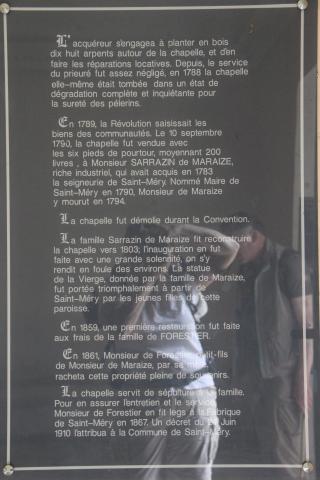 L'acquéreur s'engagea à planter en bois
dix huit arpents autour de la chapelle, et d'en
faire les réparations locatives. Depuis, le service
du prieuré fut assez négligé, en 1788 la chapelle
elle-même était tombée dans un état de
dégradation complète et inquiétante pour
la sureté des pélerins.
En 1789, la Révolution saisissait les
biens des communautés. Le 10 septembre
1790, la chapelle fut vendue avec
les six pieds de pourtour, moyennant 200
livres , à Monsieur SARRAZIN de MARAIZE,
riche industriel, qui avait acquis en 1783
la seigneurie de Saint-Méry. Nommé Maire de
Saint-Méry en 1790, Monsieur de Maraize
y mourut en 1794.
La chapelle fut démolie durant la Convention.
La famille Sarrazin de Maraize fit reconstruire
la chapelle vers 1803; l'inauguration en fut
faite avec une grande solennité, on s'y
rendit en foule des environs. La statue
de la Vierge, donnée par la famille de Maraize,
fut portée triomphalement à partir de
Saint-Méry par les jeunes filles de cette
paroisse.
En 1859, une première restauration fut faite
aux frais de la famille de FORESTIER.
En 1861, Monsieur de Forestier, petit-fils
de Monsieur de Maraize, par sa
racheta cette propriété pleine de souvenirs.
La chapelle servit de sépulture à la famille.
Pour en assurer l'entretien et le service,
Monsieur de Forestier en fit legs à la Fabrique
de Saint-Méry en 1867. Un décret du Juin
1910 l'attribua à la Commune de Saint-Méry.